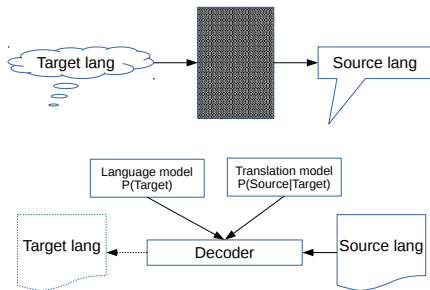 Target lang
Source lang
Language model
P(Target)
Translation model
P(Source|Target)
Target lang
Decoder
Source lang